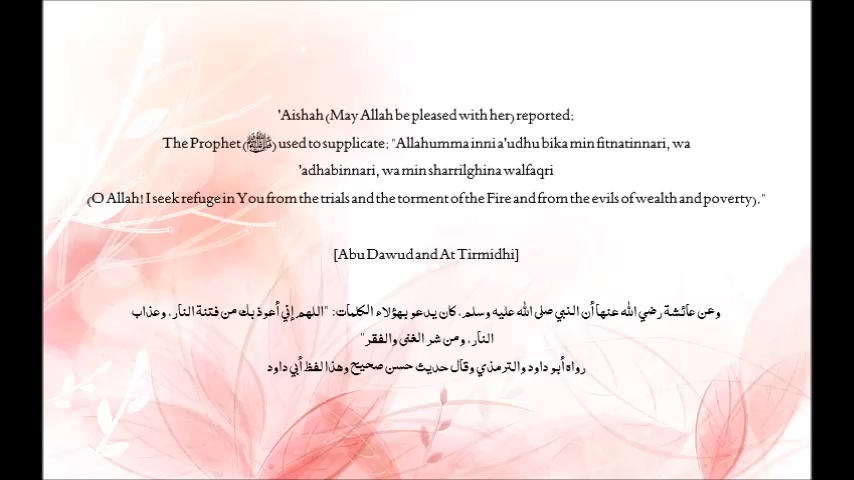 'Aishah (May Allah be pleased with her) reported:
The Prophet (ﷺ) used to supplicate: "Allahumma inni a'udhu bika min fitnatinnari, wa
'adhabinnari, wa min sharrilghina walfaqri
(O Allah! I seek refuge in You from the trials and the torment of the Fire and from the evils of wealth and poverty)."
[Abu Dawud and At Tirmidhi]
وعن عائشة رضي الله عنها أن النبي صلى الله عليه وسلم، كان يدعو بهؤلاء الكلمات: "اللهم إني أعوذ بك من فتنة النار، وعذاب
النار، ومن شر الغنى والفقر"
رواه أبو داود والترمذي وقال حديث حسن صحيح وهذا لفظ أبي داود